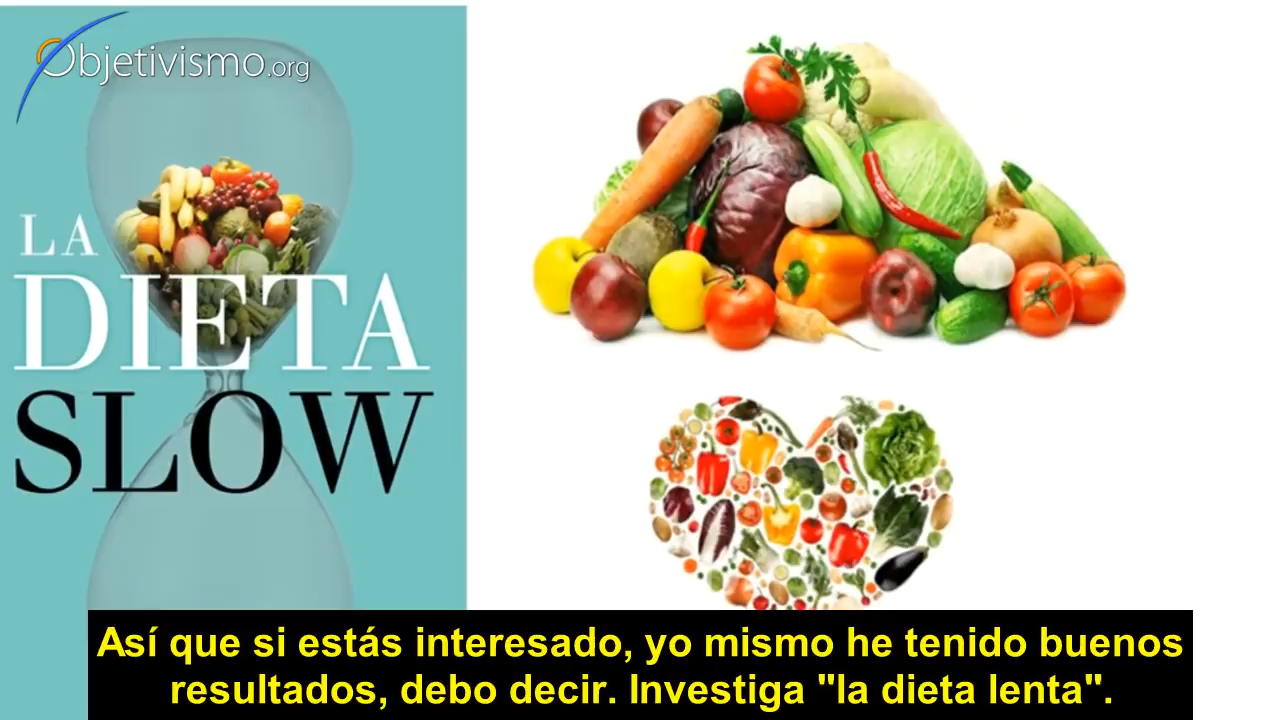 Objetivismo.org
LA
DIETA
SLOW
Así que si estás interesado, yo mismo he tenido buenos
resultados, debo decir. Investiga "la dieta lenta".